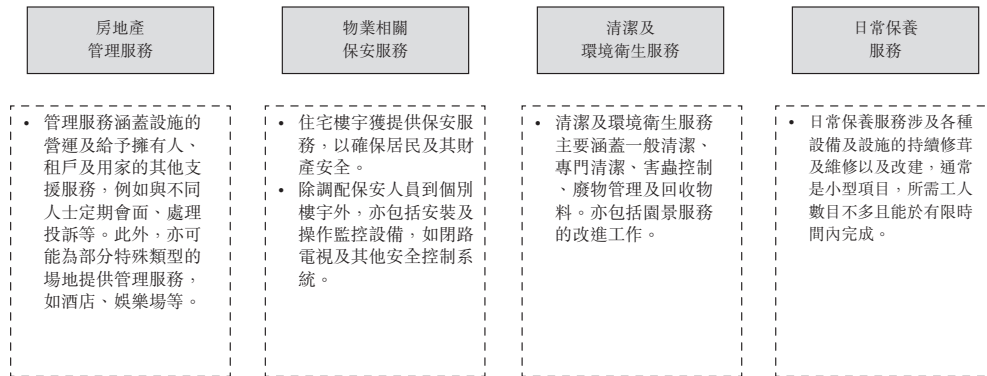 房地產
管理服務
物業相關
保安服務
清潔及
環境衛生服務
日常保養
服務
• 管理服務涵蓋設施的
營運及給予擁有人、
租戶及用家的其他支
援服務，例如與不同
人士定期會面、處理
投訴等。此外，亦可
能為部分特殊類型的
場地提供管理服務，
如酒店、娛樂場等。
• 住宅樓宇獲提供保安服
務，以確保居民及其財
產安全。
• 除調配保安人員到個別
樓宇外，亦包括安裝及
操作監控設備，如閉路
電視及其他安全控制系
統。
• 清潔及環境衛生服務
主要涵蓋一般清潔、
專門清潔、害蟲控制
、廢物管理及回收物
料。亦包括園景服務
的改進工作。
• 日常保養服務涉及各種
設備及設施的持續修葺
及維修以及改建，通常
是小型項目，所需工人
數目不多且能於有限時
間內完成。